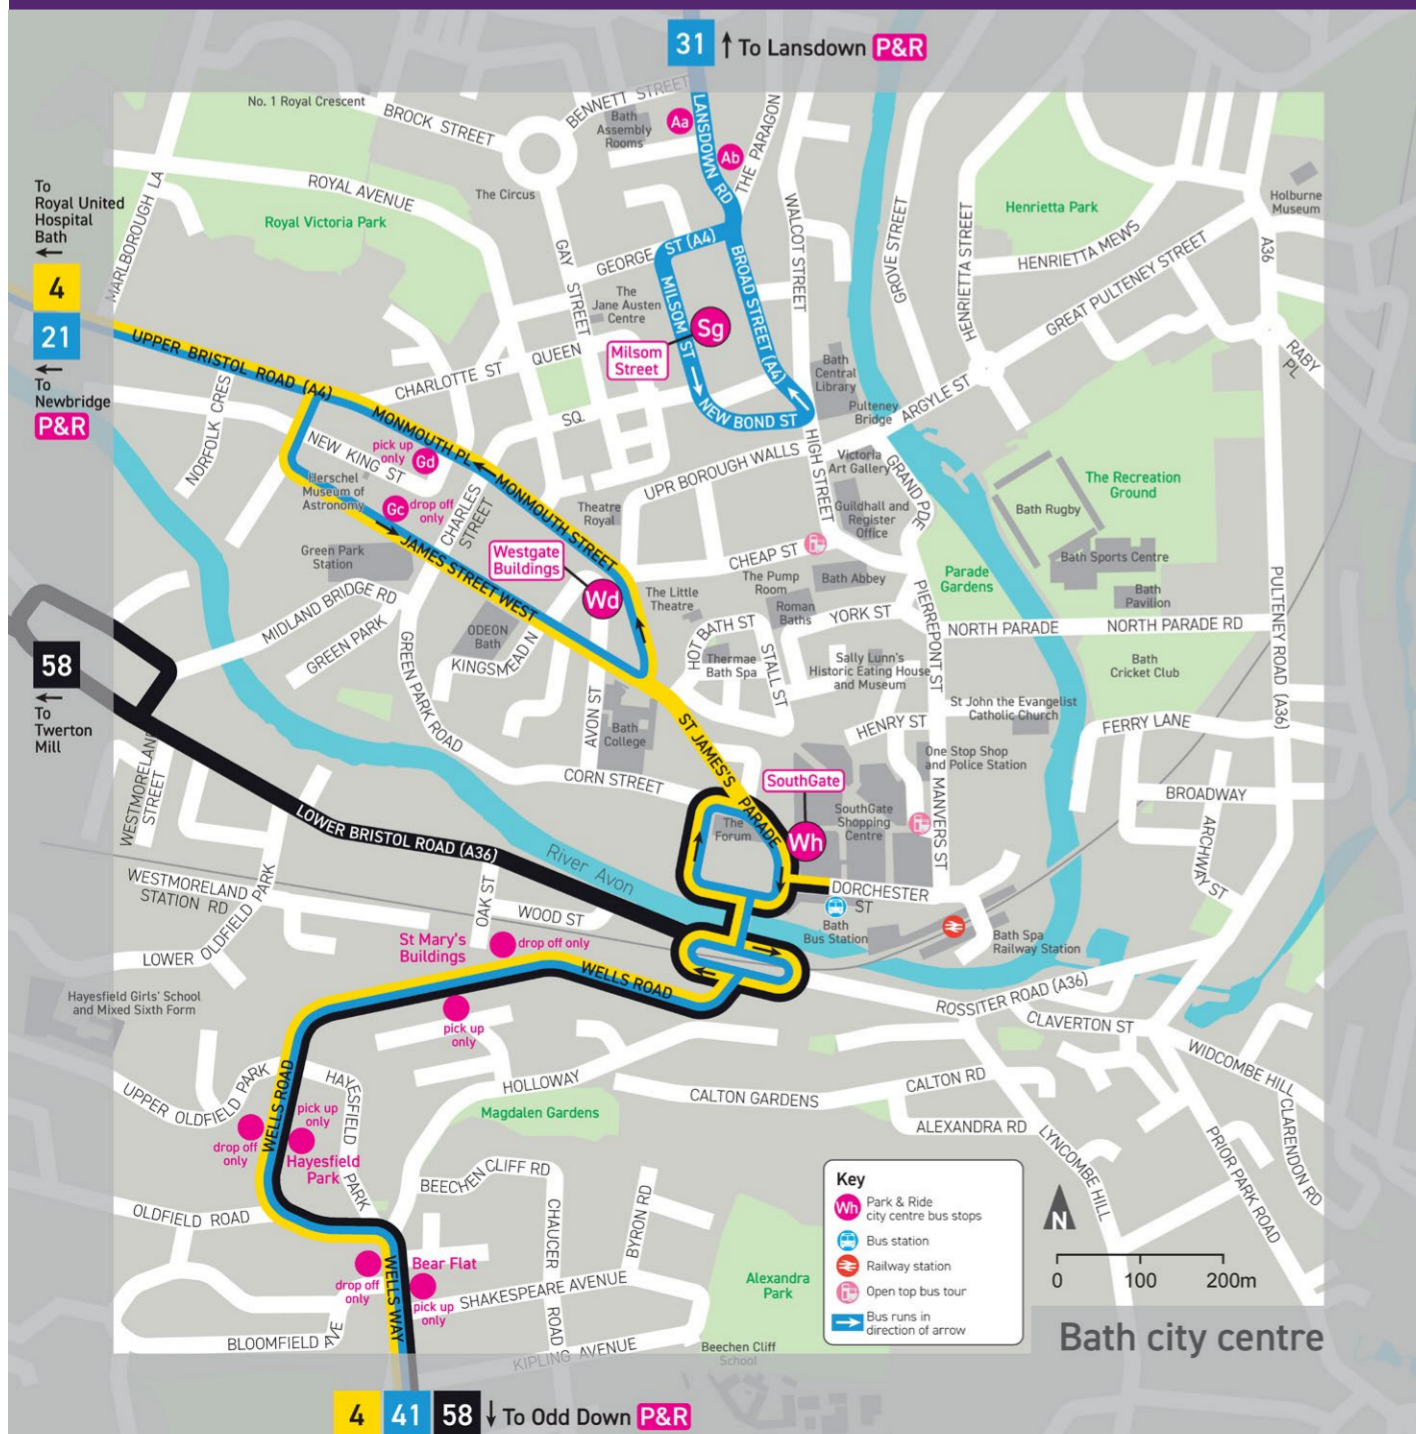 31
To Lansdown P&R
No. 1 Royal Crescent
BROCK STREET
BENNETT STREET
Bath
Assembly
Rooms
Aa
Ab
LANSDOWN RD
THE PARAGON
To
Royal United
Hospital
Bath
4
21
To
Newbridge
P&R
MARLBOROUGH LA
ROYAL AVENUE
Royal Victoria Park
The Circus
GAY
STREET
GEORGE
ST (A4)
WALCOT STREET
GROVE STREET
HENRIETTA STREET
Henrietta Park
HENRIETTA MEWS
GREAT PULTENEY STREET
Holburne
Museum
A36
RABY
PL
The
Jane Austen
Centre
MILSOM ST
BROAD STREET (A4)
Sg
Milsom
Street
NEW BOND ST
UPPER BRISTOL ROAD (A4)
CHARLOTTE ST
QUEEN
SQ.
Bath
Central
Library
Pulteney
Bridge
ARGYLE ST
NORFOLK CRES
NEW KING ST
MONMOUTH PL
pick up
only
Gd
Herschel
Museum of
Astronomy
Gc
drop off
only
CHARLES
STREET
MONMOUTH STREET
UPR BOROUGH WALLS
HIGH STREET
Victoria
Art Gallery
GRAND PDE
Theatre
Royal
Guildhall and
Register
Office
The Recreation
Ground
Bath Rugby
Bath Sports Centre
Bath
Pavilion
Green Park
Station
JAMES STREET WEST
Westgate
Buildings
Wd
CHEAP ST
The Pump
Room
Bath Abbey
Parade
Gardens
The Little
Theatre
Roman
Baths
YORK ST
PIERREPONT ST
NORTH PARADE
NORTH PARADE RD
PULTENEY ROAD (A36)
MIDLAND BRIDGE RD
GREEN PARK
GREEN PARK ROAD
ODEON
Bath
KINGSMEAD N
HOT BATH ST
Thermae
Bath Spa
STALL ST
Sally Lunn's
Historic Eating House
and Museum
Bath
Cricket Club
58
To
Twerton
Mill
AVON ST
Bath
College
ST JAMES'S
PARADE
HENRY ST
St John the Evangelist
Catholic Church
FERRY LANE
WESTMORELAND
STREET
CORN STREET
SouthGate
One Stop Shop
and Police Station
MANVERS ST
BROADWAY
ARCHWAY ST
LOWER BRISTOL ROAD (A36)
River Avon
The
Forum
Wh
SouthGate
Shopping
Centre
WESTMORELAND
STATION RD
LOWER OLDFIELD PARK
OAK ST
WOOD ST
DORCHESTER
ST
Bath
Bus Station
Bath Spa
Railway Station
St Mary's
Buildings
drop off only
WELLS ROAD
pick up
only
Hayesfield Girls' School
and Mixed Sixth Form
ROSSITER ROAD (A36)
CLAVERTON ST
WIDCOMBE HILL
UPPER OLDFIELD PARK
WELLS ROAD
HAYESFIELD PARK
pick up
only
drop off
only
Hayesfield
Park
HOLLOWAY
Magdalen Gardens
CALTON GARDENS
CALTON RD
ALEXANDRA RD
LYNCOMBE HILL
PRIOR PARK ROAD
CLARENDON RD
OLDFIELD ROAD
BEECHEN CLIFF RD
CHAUCER
ROAD
BYRON RD
Bear Flat
drop off
only
pick up
only
WELLS WAY
SHAKESPEARE AVENUE
KIPLING AVENUE
BLOOMFIELD AVE
Alexandra
Park
Beechen Cliff
School
Key
Wh
Park & Ride
city centre bus stops
Bus station
Railway station
Open top bus tour
Bus runs in
direction of arrow
N
0 100 200m
Bath city centre
4 41 58 To Odd Down P&R